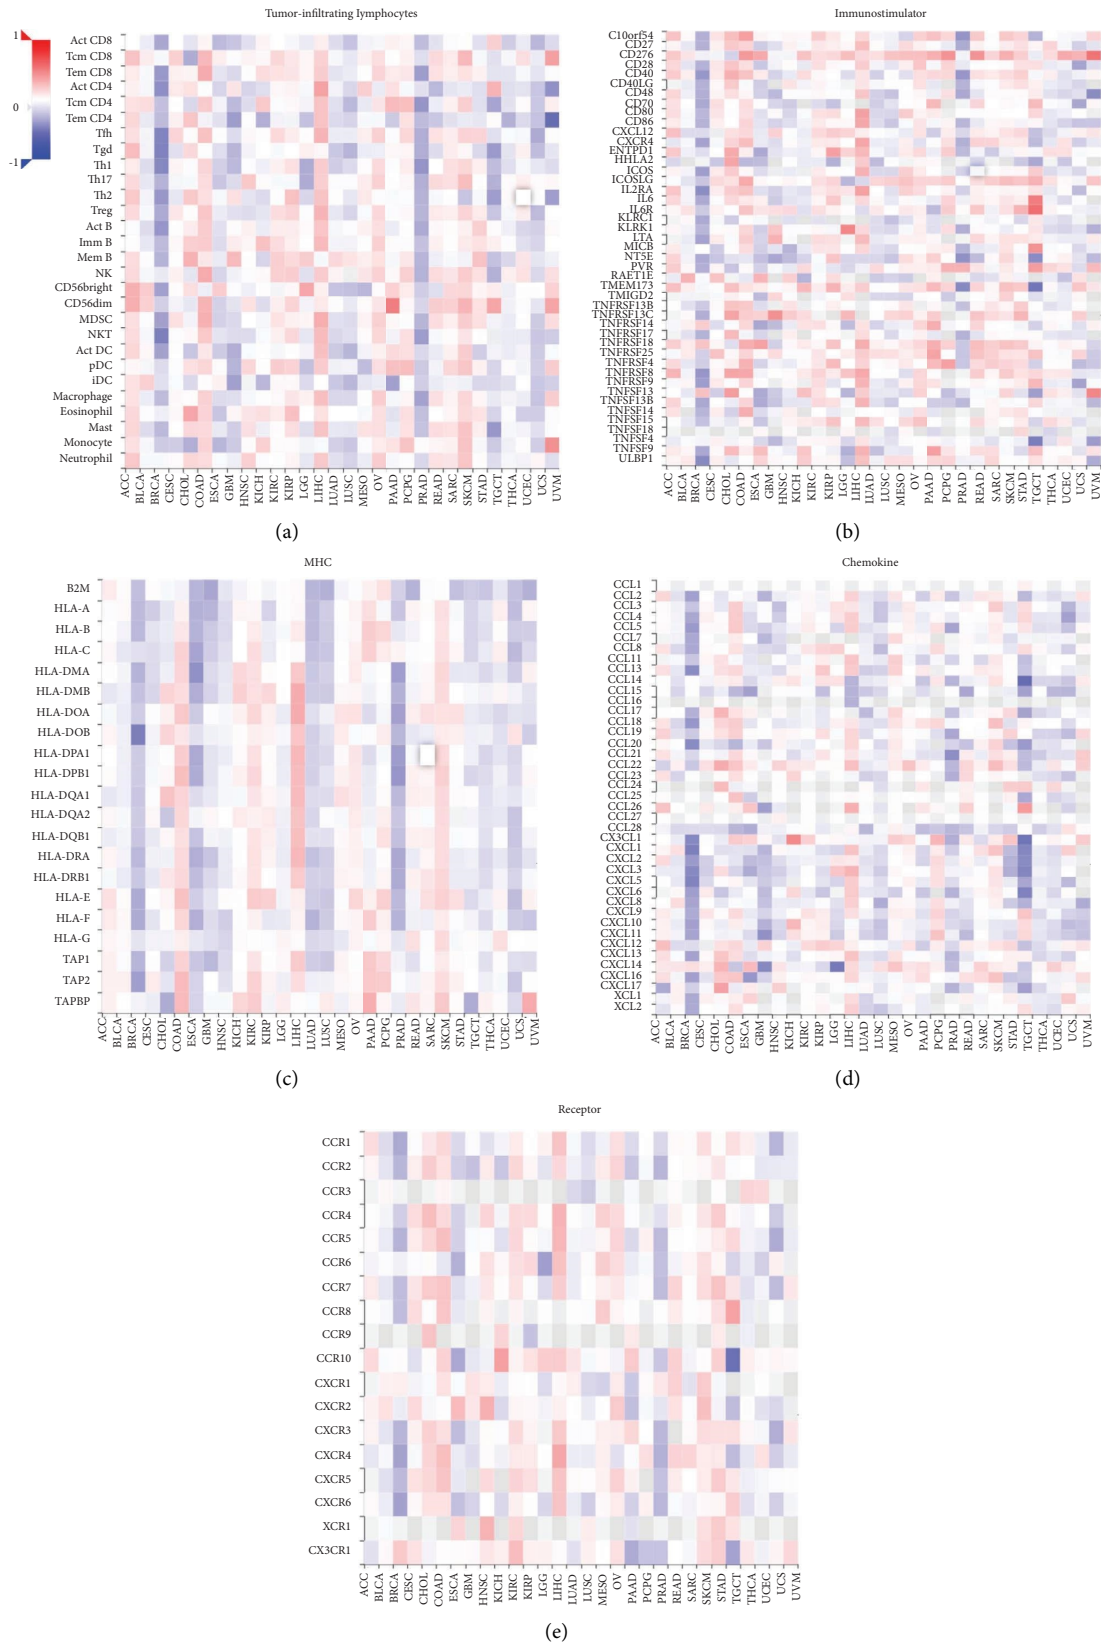 Tumor-infiltrating lymphocytes
1
0
-1
Act CD8
Tcm CD8
Tem CD8
Act CD4
Tcm CD4
Tem CD4
Tfh
Tgd
Th1
Th17
Th2
Treg
Act B
Imm B
Mem B
NK
CD56bright
CD56dim
MDSC
NKT
Act DC
pDC
iDC
Macrophage
Eosinophil
Mast
Monocyte
Neutrophil
ACC BLCA BRCA CESC CHOL COAD ESCA GBM HNSC KICH KIRC KIRP LGG LIHC LUAD LUSC MESO OV PAAD PCPG PRAD READ SARC SKCM STAD TGCT THCA UCEC UCS UVM
(a)
Immunostimulator
C10orf54
CD27
CD276
CD28
CD40
CD40LG
CD48
CD70
CD80
CD86
CXCL12
CXCR4
ENTPD1
HHLA2
ICOS
ICOSLG
IL2RA
IL6
IL6R
KLRC1
KLRK1
LTA
MICB
NT5E
PVR
RAET1E
TMEM173
TMIGD2
TNFRSF13B
TNFRSF13C
TNFRSF14
TNFRSF17
TNFRSF18
TNFRSF25
TNFRSF4
TNFRSF8
TNFRSF9
TNFSF13
TNFSF13B
TNFSF14
TNFSF15
TNFSF18
TNFSF4
TNFSF9
ULBP1
ACC BLCA BRCA CESC CHOL COAD ESCA GBM HNSC KICH KIRC KIRP LGG LIHC LUAD LUSC MESO OV PAAD PCPG PRAD READ SARC SKCM STAD TGCT THCA UCEC UCS UVM
(b)
MHC
B2M
HLA-A
HLA-B
HLA-C
HLA-DMA
HLA-DMB
HLA-DOA
HLA-DOB
HLA-DPA1
HLA-DPB1
HLA-DQA1
HLA-DQA2
HLA-DQB1
HLA-DRA
HLA-DRB1
HLA-E
HLA-F
HLA-G
TAP1
TAP2
TAPBP
ACC BLCA BRCA CESC CHOL COAD ESCA GBM HNSC KICH KIRC KIRP LGG LIHC LUAD LUSC MESO OV PAAD PCPG PRAD READ SARC SKCM STAD TGCT THCA UCEC UCS UVM
(c)
Chemokine
CCL1
CCL2
CCL3
CCL4
CCL5
CCL7
CCL8
CCL11
CCL13
CCL14
CCL15
CCL16
CCL17
CCL18
CCL19
CCL20
CCL21
CCL22
CCL23
CCL24
CCL25
CCL26
CCL27
CCL28
CX3CL1
CXCL1
CXCL2
CXCL3
CXCL5
CXCL6
CXCL8
CXCL9
CXCL10
CXCL11
CXCL12
CXCL13
CXCL14
CXCL16
CXCL17
XCL1
XCL2
ACC BLCA BRCA CESC CHOL COAD ESCA GBM HNSC KICH KIRC KIRP LGG LIHC LUAD LUSC MESO OV PAAD PCPG PRAD READ SARC SKCM STAD TGCT THCA UCEC UCS UVM
(d)
Receptor
CCR1
CCR2
CCR3
CCR4
CCR5
CCR6
CCR7
CCR8
CCR9
CCR10
CXCR1
CXCR2
CXCR3
CXCR4
CXCR5
CXCR6
XCR1
CX3CR1
ACC BLCA BRCA CESC CHOL COAD ESCA GBM HNSC KICH KIRC KIRP LGG LIHC LUAD LUSC MESO OV PAAD PCPG PRAD READ SARC SKCM STAD TGCT THCA UCEC UCS UVM
(e)